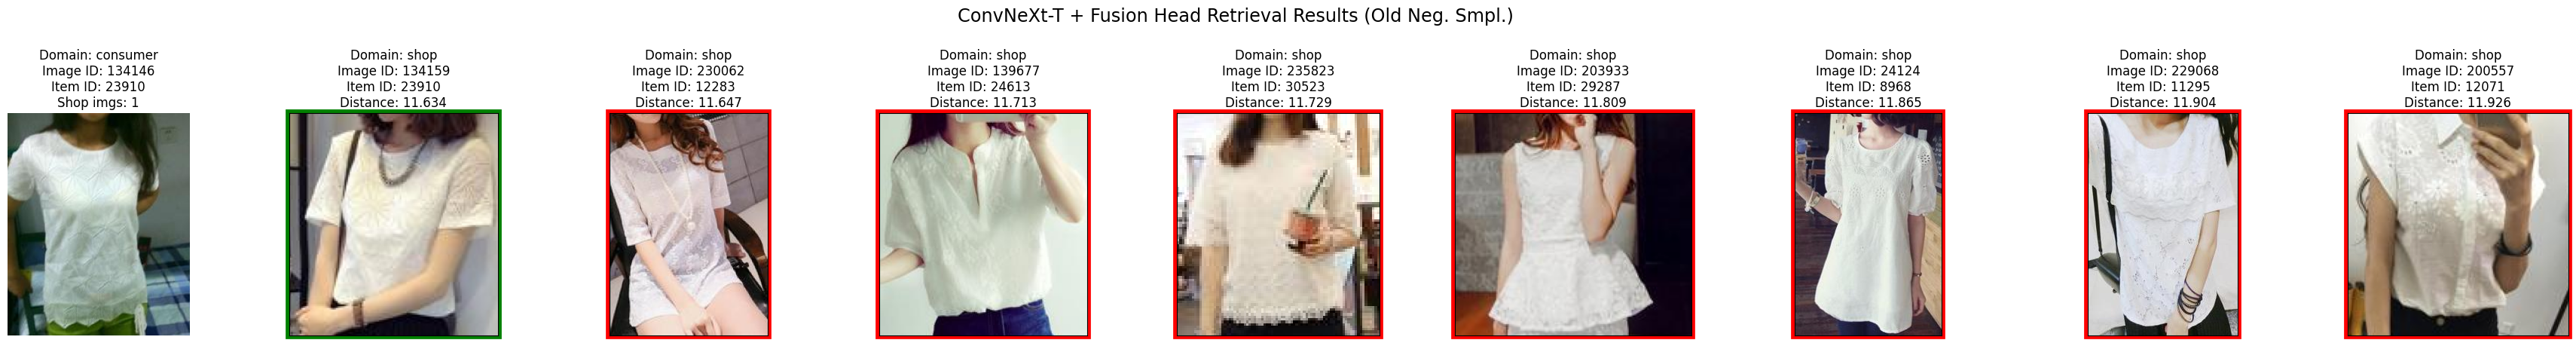 ConvNeXt-T + Fusion Head Retrieval Results (Old Neg. Smpl.)
Domain: consumer
Image ID: 134146
Item ID: 23910
Shop imgs: 1
Domain: shop
Image ID: 134159
Item ID: 23910
Distance: 11.634
Domain: shop
Image ID: 230062
Item ID: 12283
Distance: 11.647
Domain: shop
Image ID: 139677
Item ID: 24613
Distance: 11.713
Domain: shop
Image ID: 235823
Item ID: 30523
Distance: 11.729
Domain: shop
Image ID: 203933
Item ID: 29287
Distance: 11.809
Domain: shop
Image ID: 24124
Item ID: 8968
Distance: 11.865
Domain: shop
Image ID: 229068
Item ID: 11295
Distance: 11.904
Domain: shop
Image ID: 200557
Item ID: 12071
Distance: 11.926